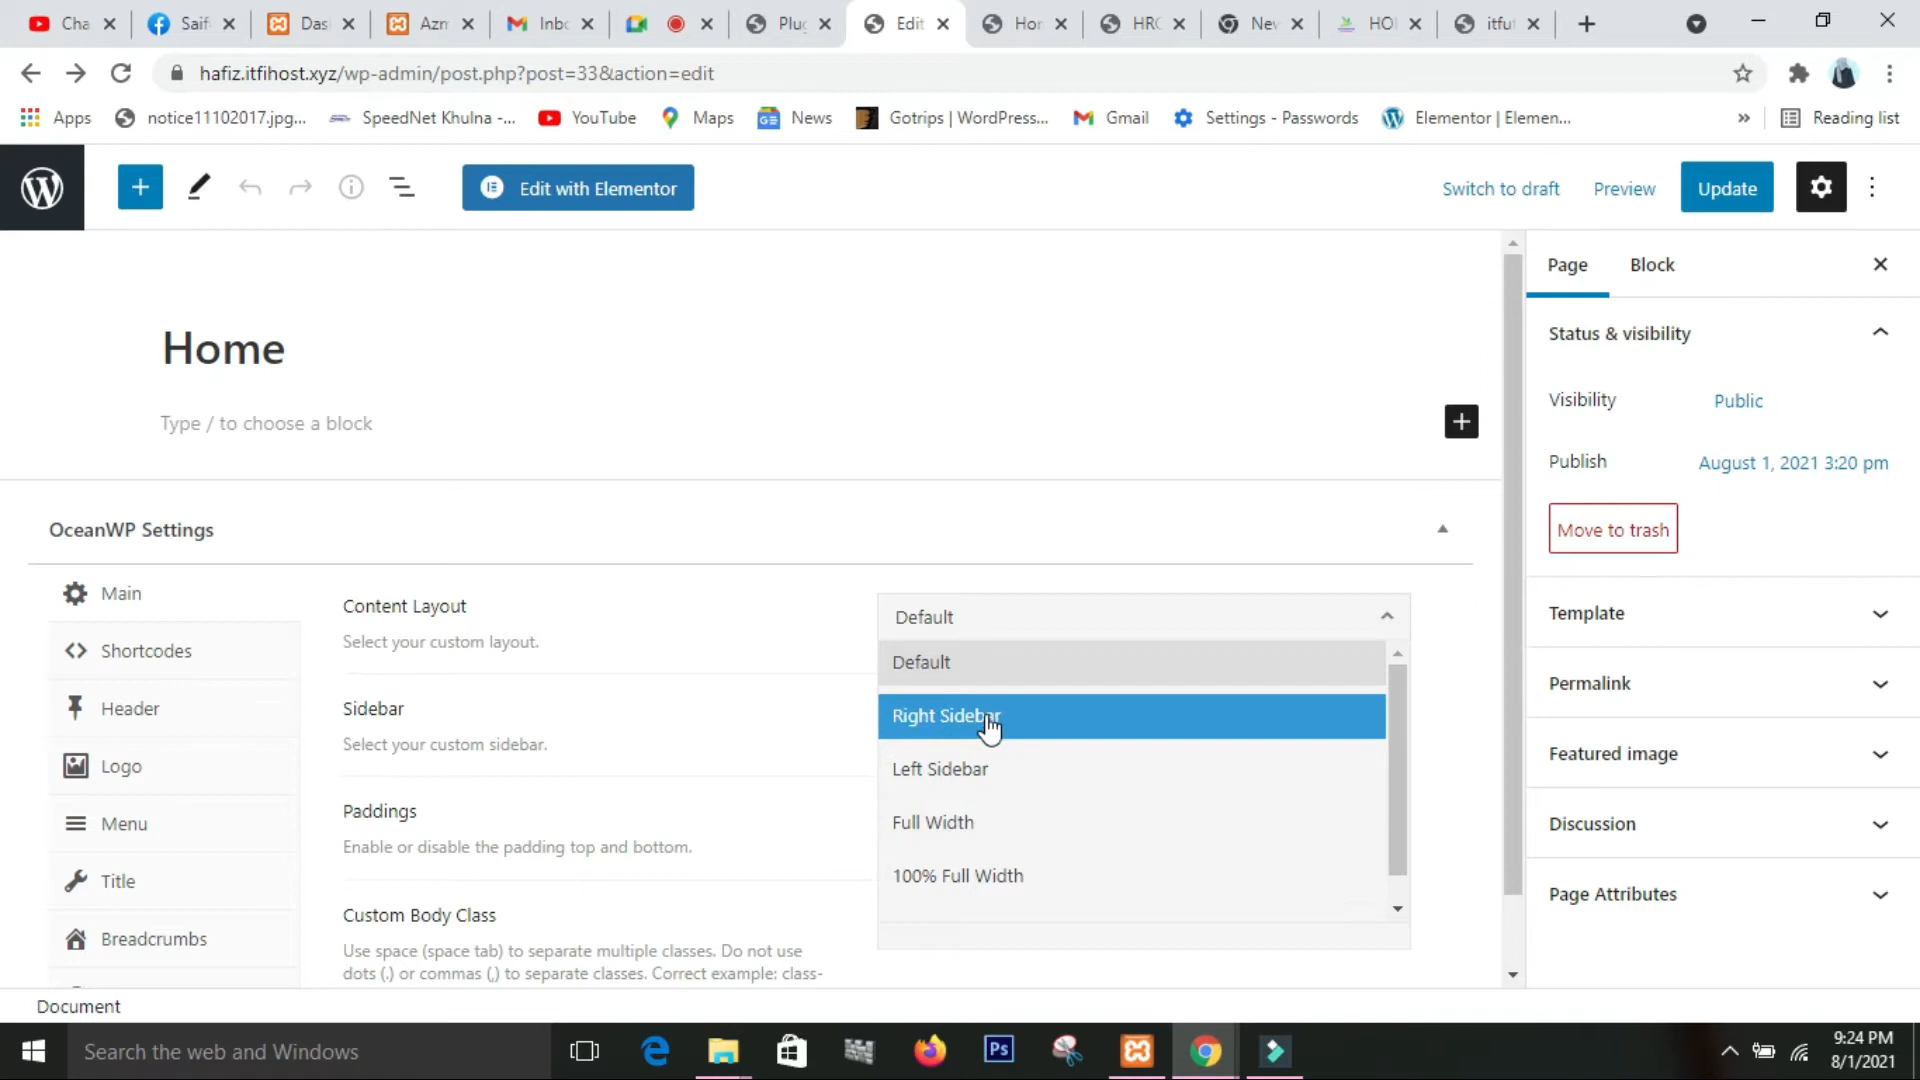 Cha
Saif
Das
Azm
Inbo
Plug
Edit
Hor
HRC
Nev
HOI
itfut
hafiz.itfihost.xyz/wp-admin/post.php?post=33&action=edit
Apps
notice11102017.jpg...
SpeedNet Khulna -...
YouTube
Maps
News
Gotrips | WordPress...
Gmail
Settings - Passwords
Elementor | Elemen...
»
Reading list
Edit with Elementor
Switch to draft
Preview
Update
Page
Block
Home
Type / to choose a block
Status & visibility
Visibility
Public
Publish
August 1, 2021 3:20 pm
Move to trash
Template
Permalink
Featured image
Discussion
Page Attributes
OceanWP Settings
Main
Shortcodes
Header
Logo
Menu
Title
Breadcrumbs
Content Layout
Select your custom layout.
Sidebar
Select your custom sidebar.
Paddings
Enable or disable the padding top and bottom.
Custom Body Class
Use space (space tab) to separate multiple classes. Do not use
dots (.) or commas (,) to separate classes. Correct example: class-
Default
Default
Right Sidebar
Left Sidebar
Full Width
100% Full Width
Document
Search the web and Windows
Ps
9:24 PM
8/1/2021